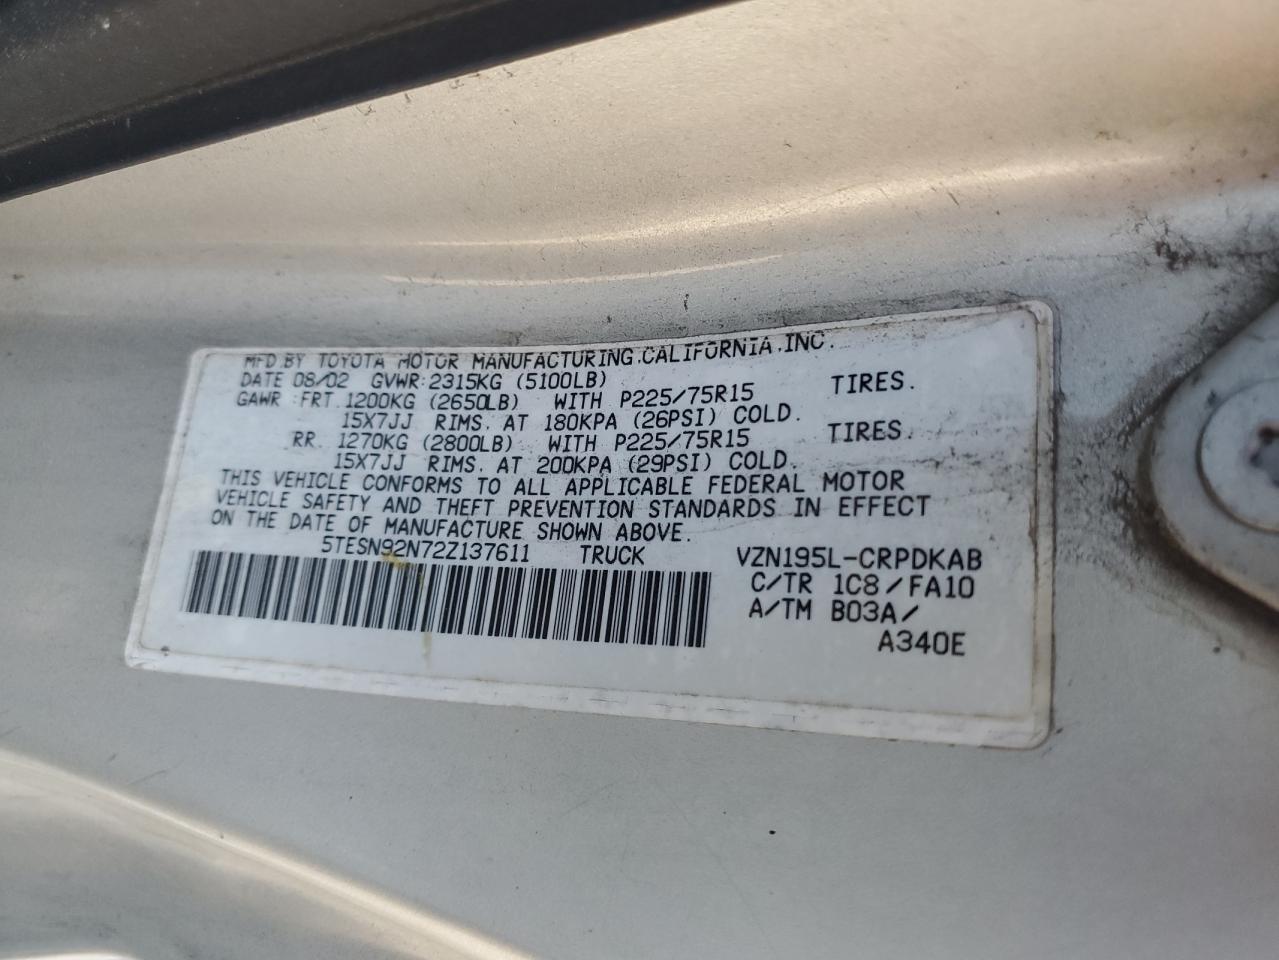 MFD BY TOYOTA MOTOR MANUFACTURING.CALIFORNIA.INC.
DATE 08/02 GVWR:2315KG (5100LB)
GAWR :FRT.1200KG (2650LB) WITH P225/75R15 TIRES.
15X7JJ RIMS. AT 180KPA (26PSI) COLD.
RR. 1270KG (2800LB) WITH P225/75R15 TIRES.
15X7JJ RIMS. AT 200KPA (29PSI) COLD.
THIS VEHICLE CONFORMS TO ALL APPLICABLE FEDERAL MOTOR
VEHICLE SAFETY AND THEFT PREVENTION STANDARDS IN EFFECT
ON THE DATE OF MANUFACTURE SHOWN ABOVE.
5TESN92N72Z137611 TRUCK VZN195L-CRPDKAB
C/TR 1C8/FA10
A/TM B03A/
A340E